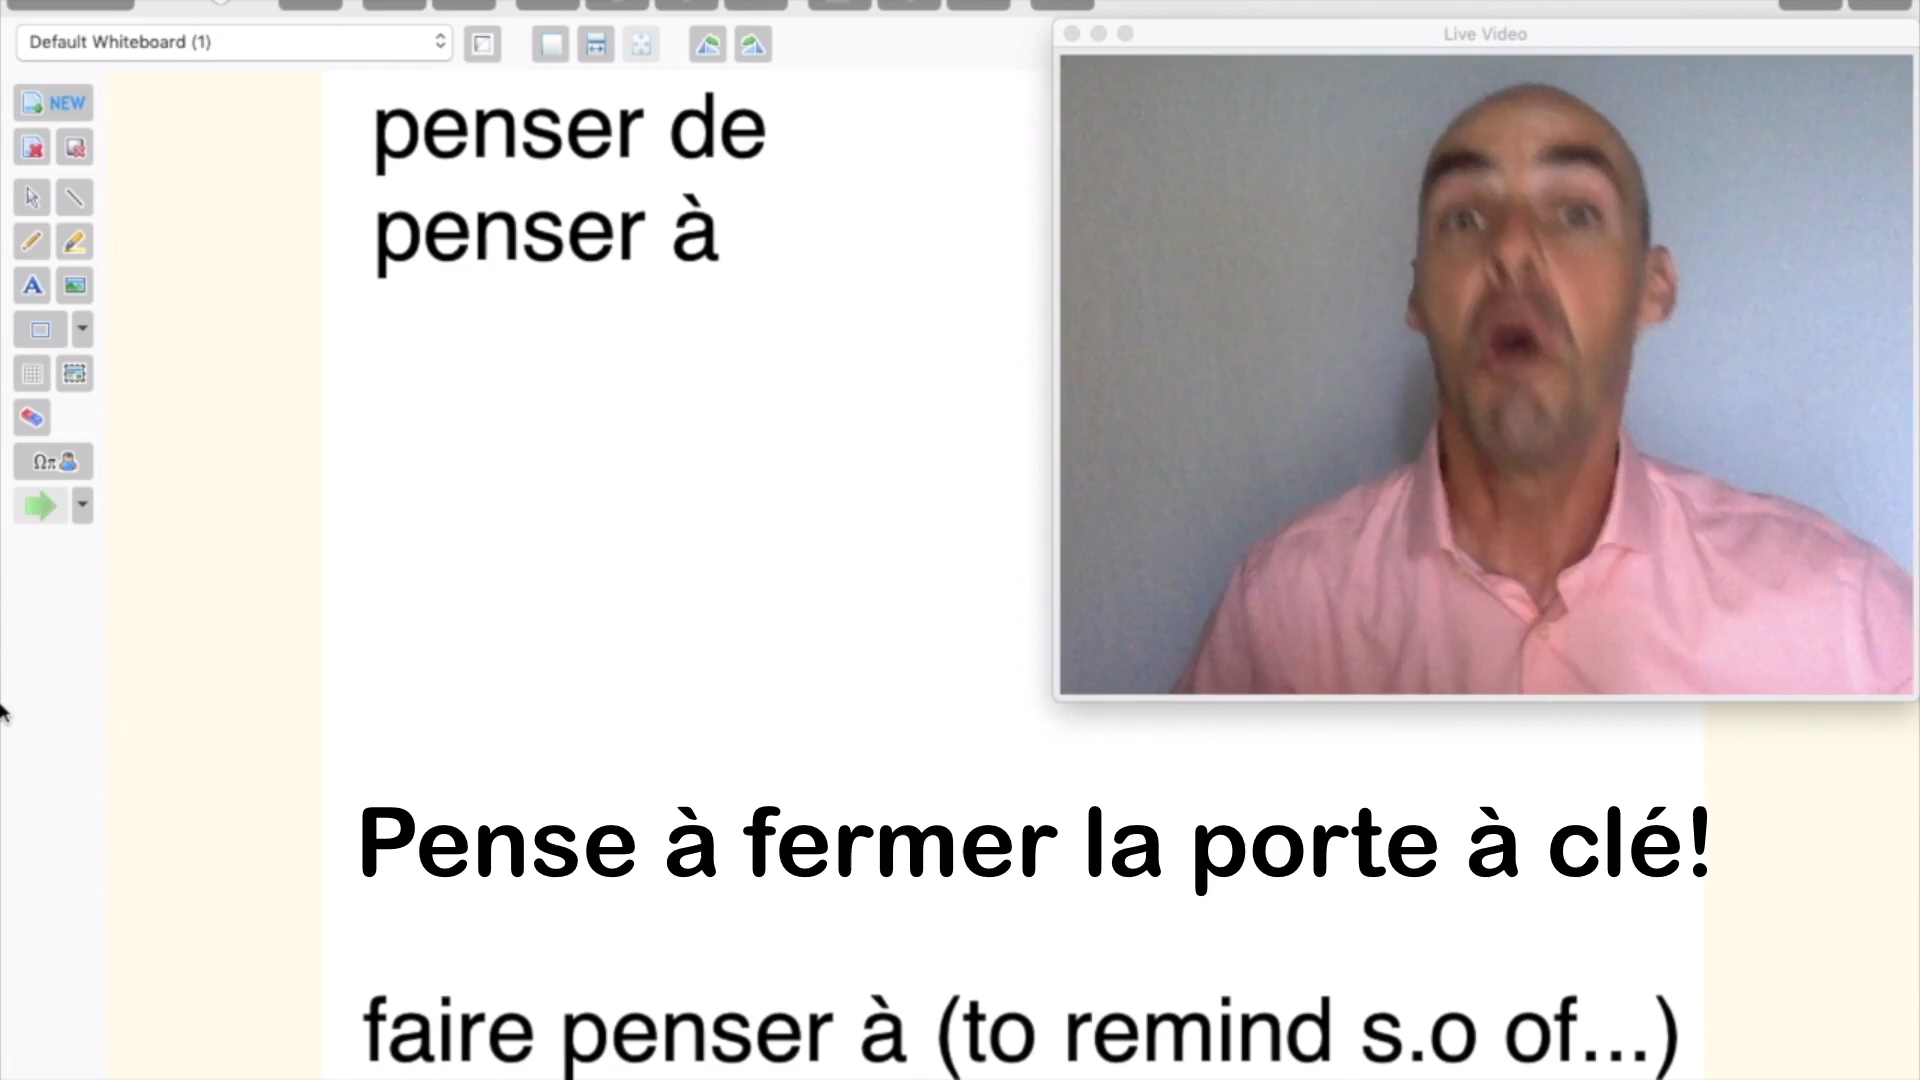 Default Whiteboard (1)
Live Video
NEW
penser de
penser à
A
Ωπ
Pense à fermer la porte à clé!
faire penser à (to remind s.o of...)